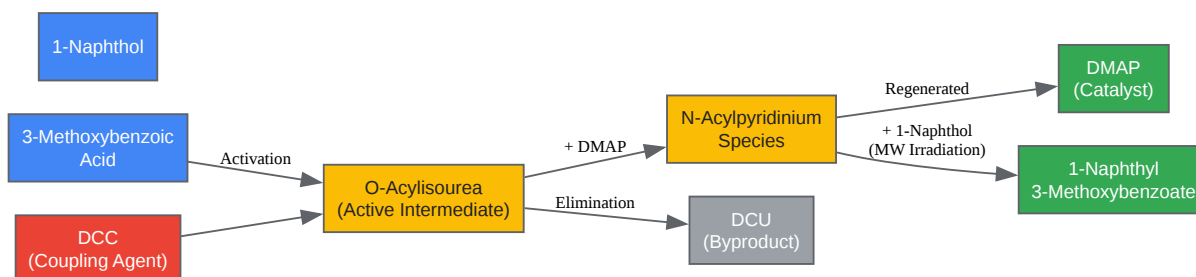 1-Naphthol
3-Methoxybenzoic
Acid
DCC
(Coupling Agent)
Activation
O-Acylisourea
(Active Intermediate)
+ DMAP
Elimination
N-Acylpyridinium
Species
DCU
(Byproduct)
Regenerated
+ 1-Naphthol
(MW Irradiation)
DMAP
(Catalyst)
1-Naphthyl
3-Methoxybenzoate